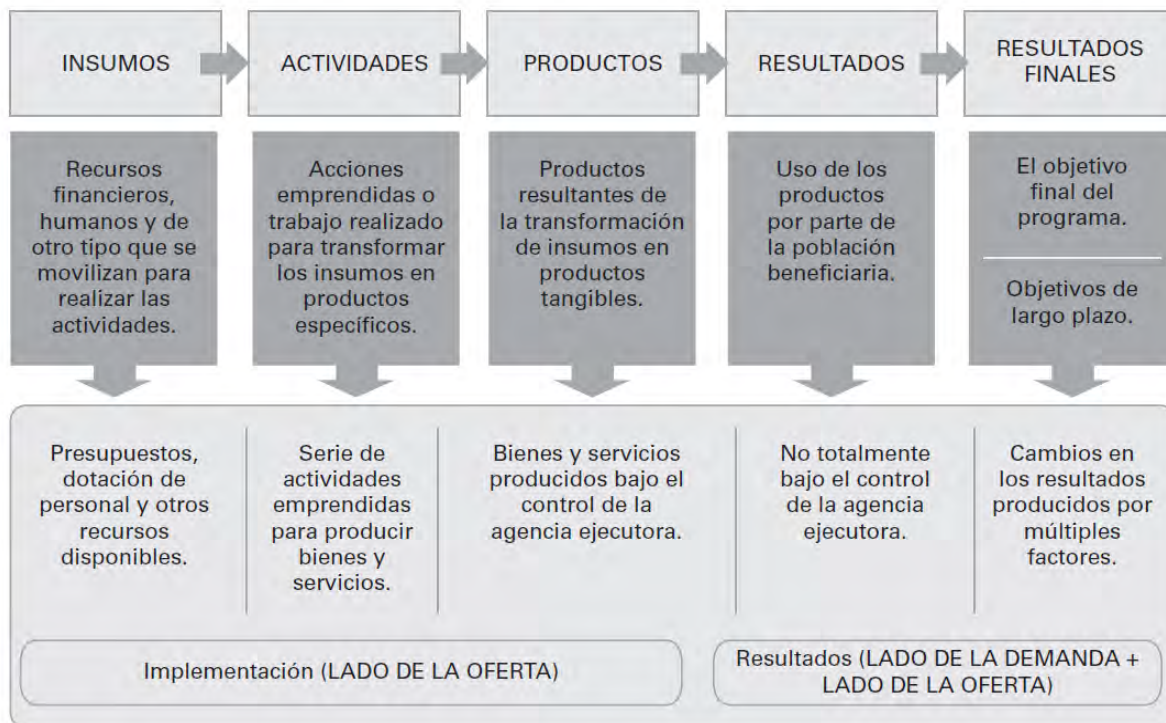 INSUMOS
ACTIVIDADES
PRODUCTOS
RESULTADOS
RESULTADOS
FINALES
Recursos
financieros,
humanos y de
otro tipo que se
movilizan para
realizar las
actividades.
Acciones
emprendidas o
trabajo realizado
para transformar
los insumos en
productos
específicos.
Productos
resultantes de
la transformación
de insumos en
productos
tangibles.
Uso de los
productos
por parte de
la población
beneficiaria.
El objetivo
final del
programa.
Objetivos de
largo plazo.
Presupuestos,
dotación de
personal y otros
recursos
disponibles.
Serie de
actividades
emprendidas
para producir
bienes y
servicios.
Bienes y servicios
producidos bajo el
control de la
agencia ejecutora.
No totalmente
bajo el control
de la agencia
ejecutora.
Cambios en
los resultados
producidos por
múltiples
factores.
Implementación (LADO DE LA OFERTA)
Resultados (LADO DE LA DEMANDA +
LADO DE LA OFERTA)